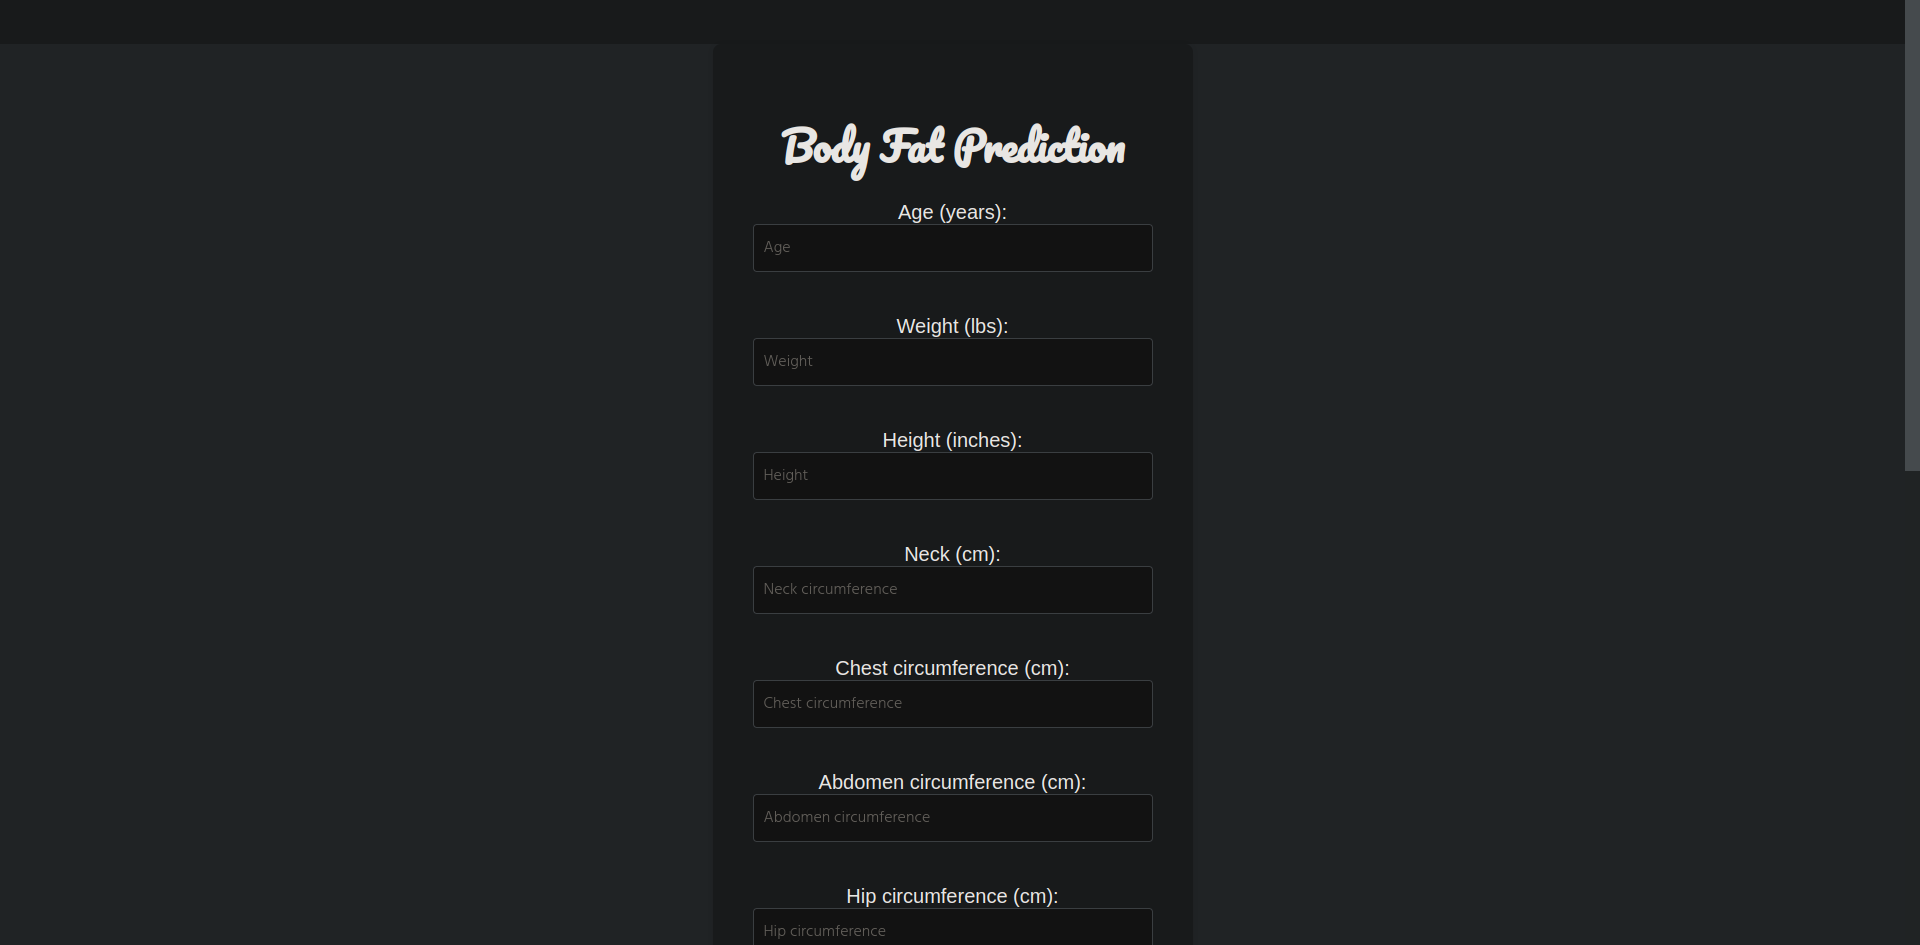 Body Fat Prediction
Age (years):
Age
Weight (lbs):
Weight
Height (inches):
Height
Neck (cm):
Neck circumference
Chest circumference (cm):
Chest circumference
Abdomen circumference (cm):
Abdomen circumference
Hip circumference (cm):
Hip circumference